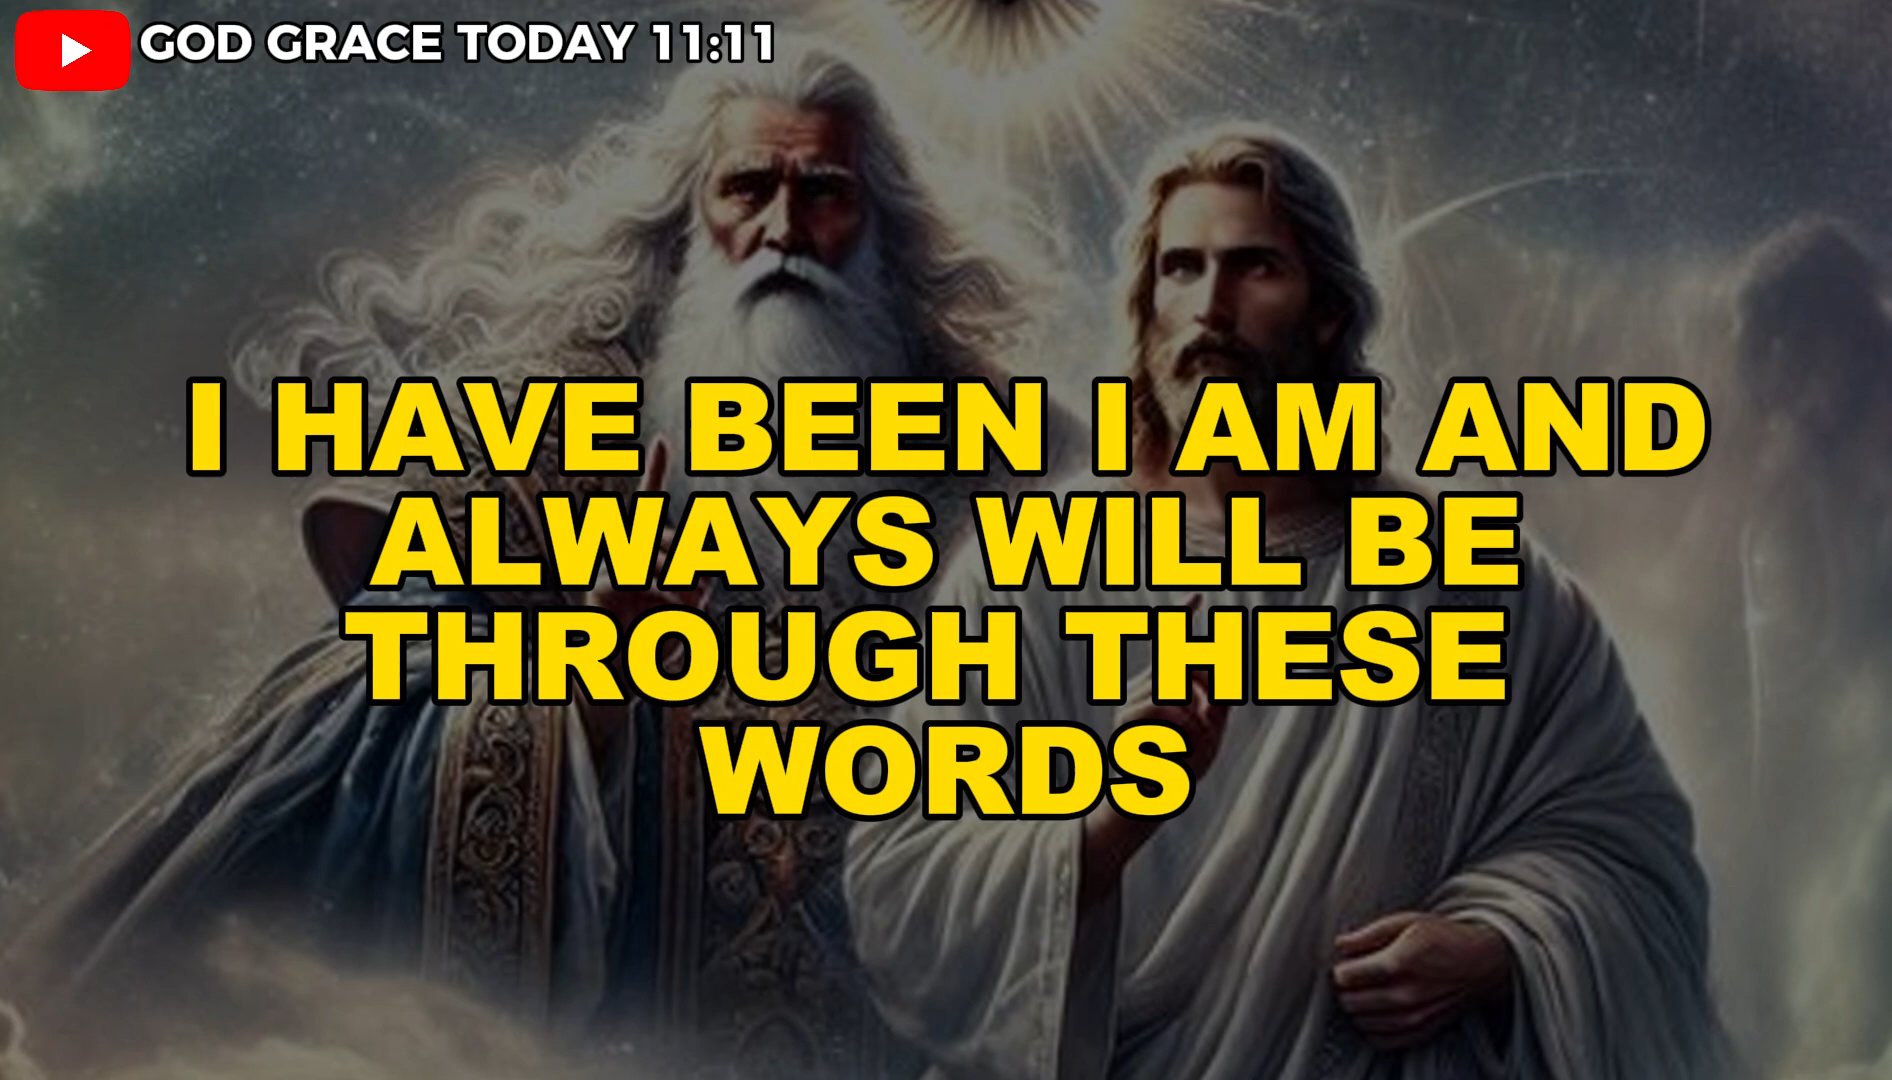 GOD GRACE TODAY 11:11
I HAVE BEEN I AM AND
ALWAYS WILL BE
THROUGH THESE
WORDS